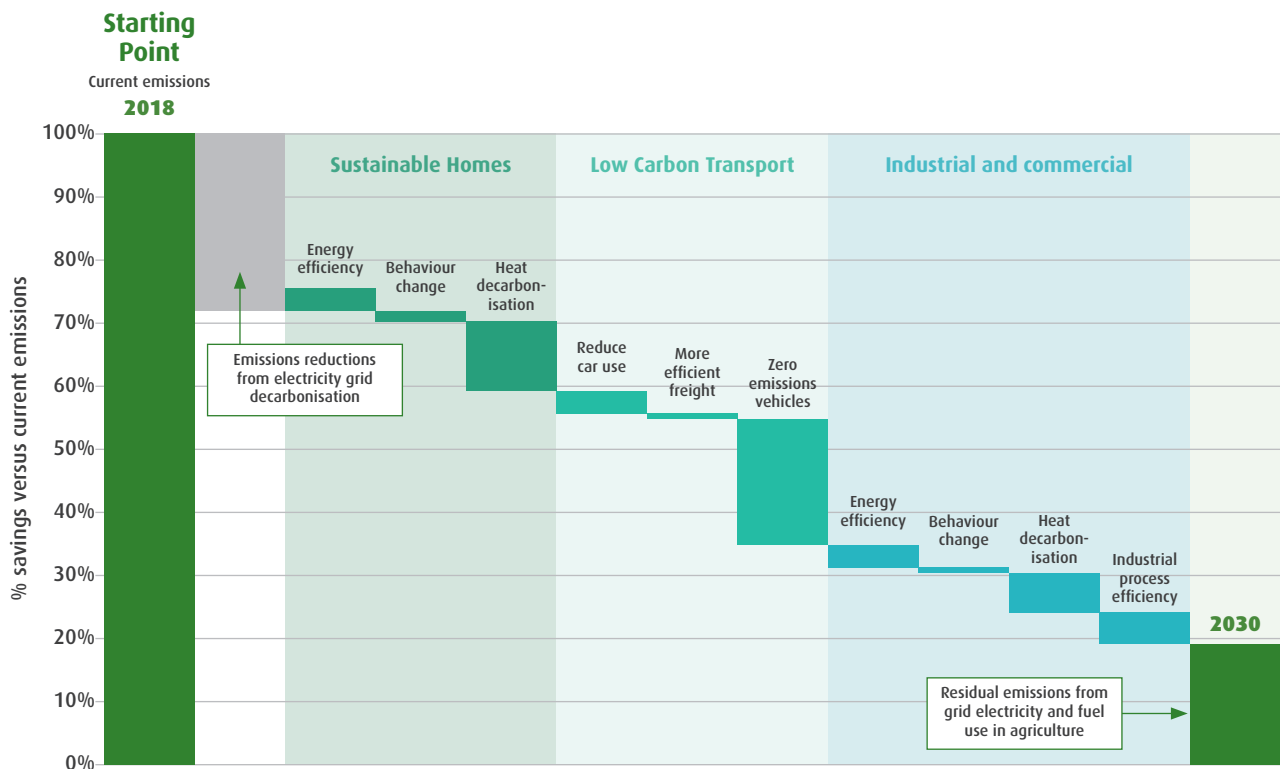 Starting
Point
Current emissions
2018
% savings versus current emissions
100%
90%
80%
70%
60%
50%
40%
30%
20%
10%
0%
Sustainable Homes
Low Carbon Transport
Industrial and commercial
Energy
efficiency
Behaviour
change
Heat
decarbon-
isation
Emissions reductions
from electricity grid
decarbonisation
Reduce
car use
More
efficient
freight
Zero
emissions
vehicles
Energy
efficiency
Behaviour
change
Heat
decarbon-
isation
Industrial
process
efficiency
2030
Residual emissions from
grid electricity and fuel
use in agriculture